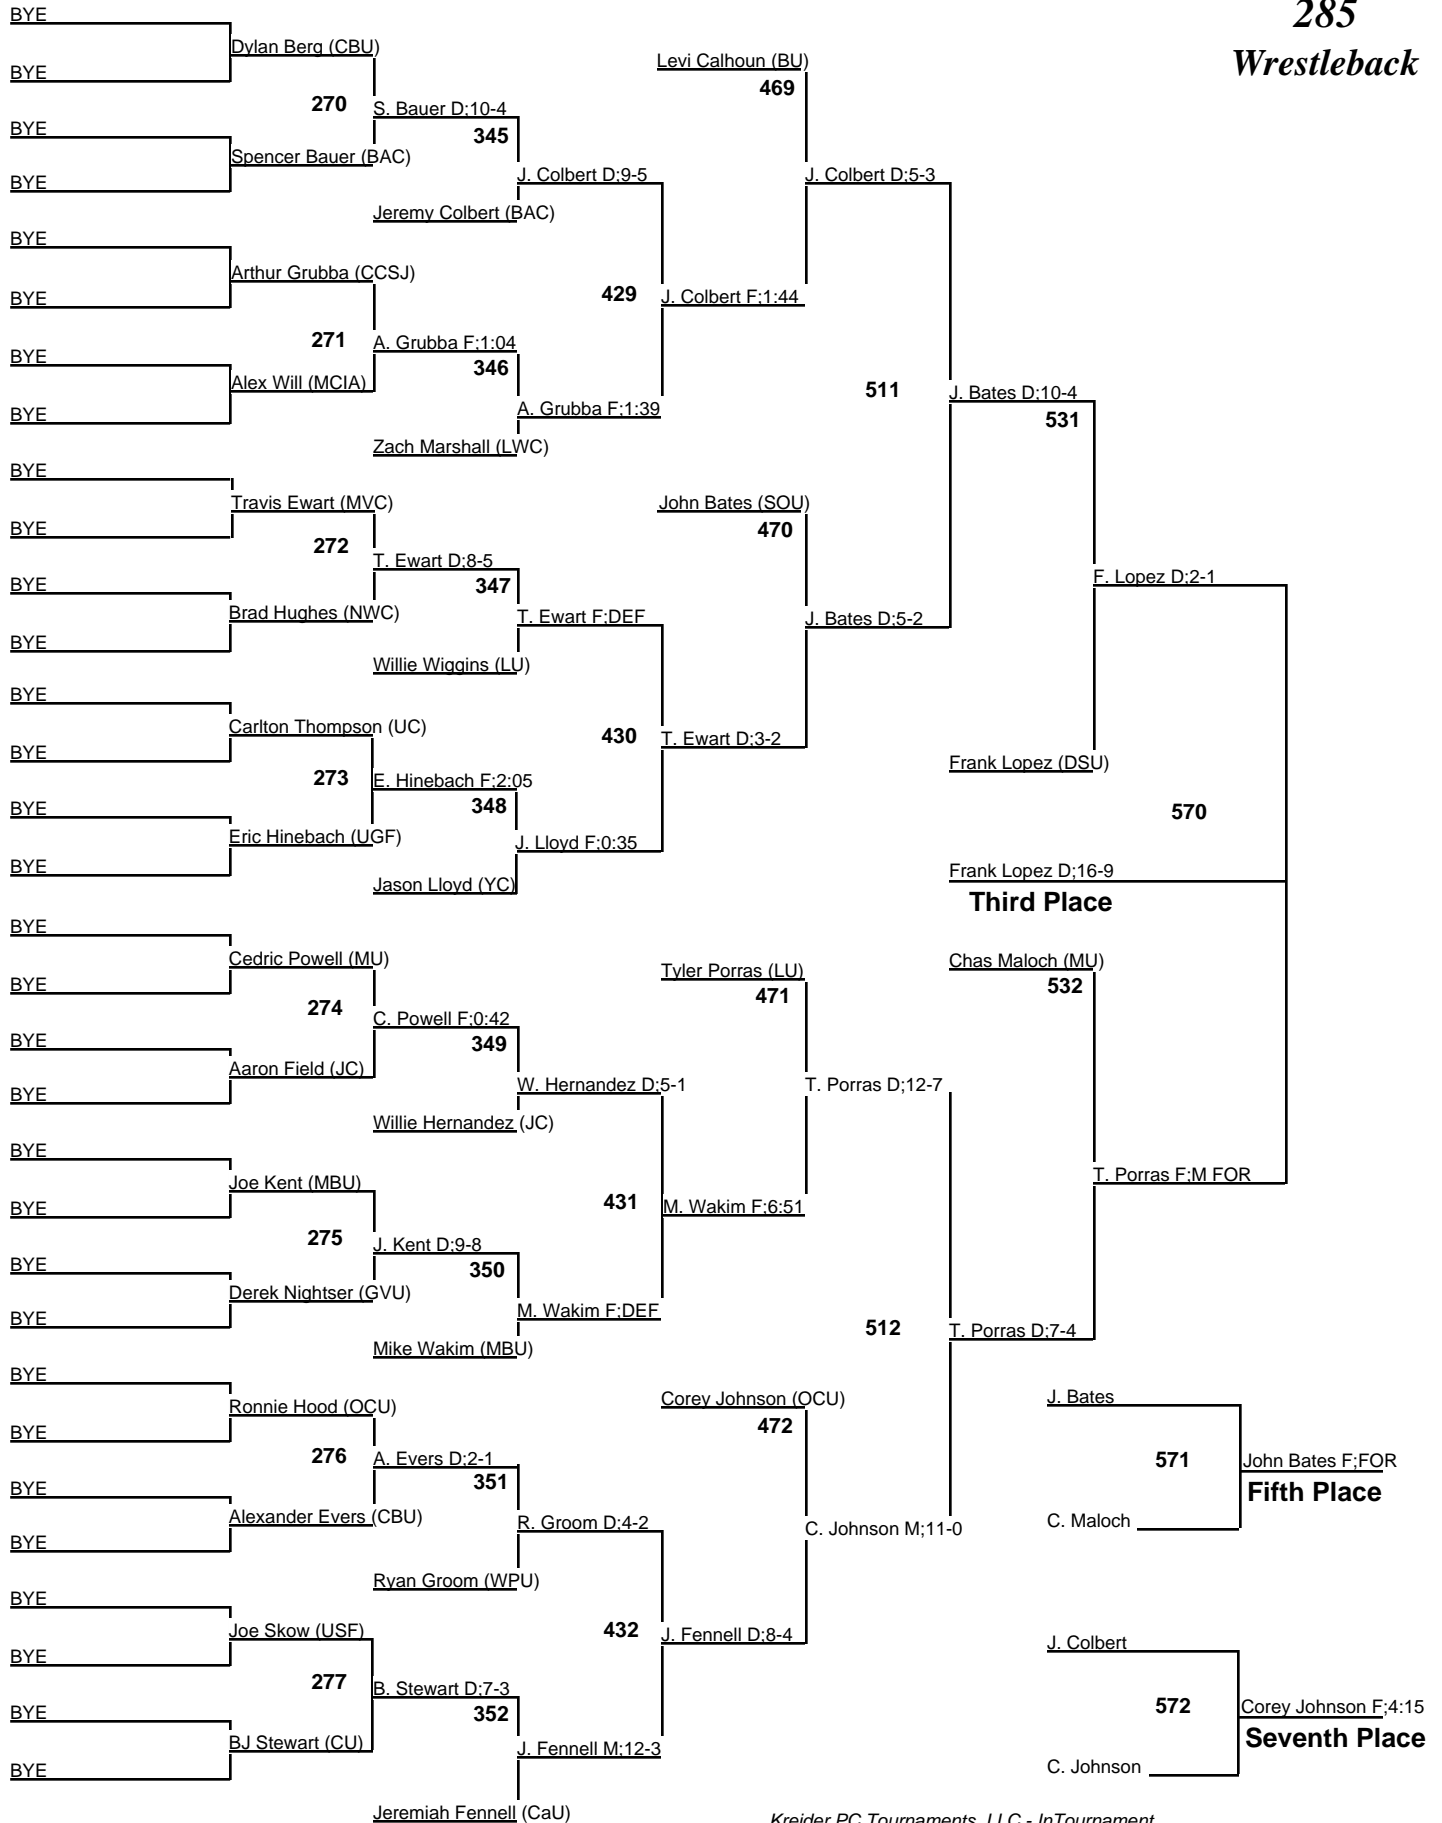 285
Wrestleback
BYE
Dylan Berg (CBU)
BYE
270
S. Bauer D;10-4
345
BYE
Spencer Bauer (BAC)
BYE
J. Colbert D;9-5
Jeremy Colbert (BAC)
BYE
Arthur Grubba (CCSJ)
BYE
429
J. Colbert F;1:44
271
A. Grubba F;1:04
346
BYE
Alex Will (MCIA)
BYE
A. Grubba F;1:39
Zach Marshall (LWC)
Levi Calhoun (BU)
469
J. Colbert D;5-3
511
J. Bates D;10-4
531
BYE
Travis Ewart (MVC)
BYE
272
T. Ewart D;8-5
347
BYE
Brad Hughes (NWC)
BYE
T. Ewart F;DEF
Willie Wiggins (LU)
John Bates (SOU)
470
J. Bates D;5-2
F. Lopez D;2-1
BYE
Carlton Thompson (UC)
BYE
430
T. Ewart D;3-2
273
E. Hinebach F;2:05
348
BYE
Eric Hinebach (UGF)
BYE
J. Lloyd F;0:35
Jason Lloyd (YC)
Frank Lopez (DSU)
570
Frank Lopez D;16-9
Third Place
BYE
Cedric Powell (MU)
BYE
274
C. Powell F;0:42
349
BYE
Aaron Field (JC)
BYE
W. Hernandez D;5-1
Willie Hernandez (JC)
Tyler Porras (LU)
471
T. Porras D;12-7
Chas Maloch (MU)
532
BYE
Joe Kent (MBU)
BYE
431
M. Wakim F;6:51
T. Porras F;M FOR
275
J. Kent D;9-8
350
BYE
Derek Nightser (GVU)
BYE
M. Wakim F;DEF
Mike Wakim (MBU)
512
T. Porras D;7-4
BYE
Ronnie Hood (OCU)
BYE
276
A. Evers D;2-1
351
BYE
Alexander Evers (CBU)
BYE
R. Groom D;4-2
Ryan Groom (WPU)
Corey Johnson (OCU)
472
C. Johnson M;11-0
J. Bates
571
John Bates F;FOR
Fifth Place
C. Maloch
BYE
Joe Skow (USF)
BYE
432
J. Fennell D;8-4
277
B. Stewart D;7-3
352
BYE
BJ Stewart (CU)
BYE
J. Fennell M;12-3
Jeremiah Fennell (CaU)
J. Colbert
572
Corey Johnson F;4:15
Seventh Place
C. Johnson
Kreider PC Tournaments, LLC - InTournament